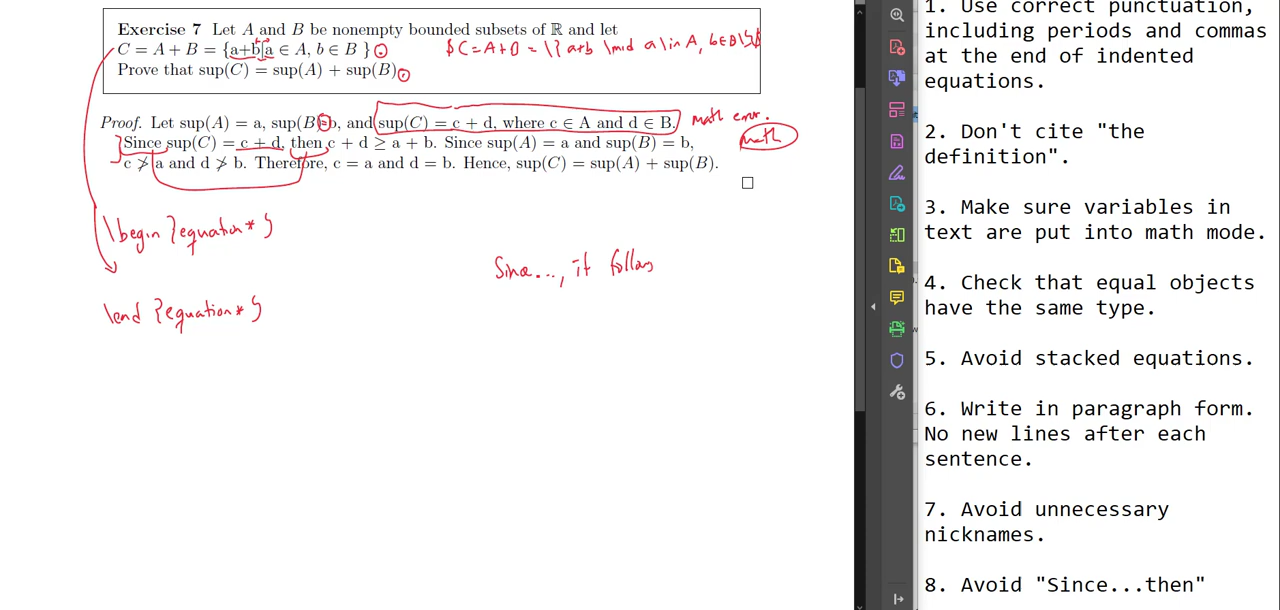 Exercise 7 Let A and B be nonempty bounded subsets of ℝ and let
C = A + B = {a+b|a ∈ A, b ∈ B }.
$C=A+B = \{ a+b \mid a \in A, b∈B\}$
Prove that sup(C) = sup(A) + sup(B).
Proof. Let sup(A) = a, sup(B) = b, and sup(C) = c + d, where c ∈ A and d ∈ B.
math error.
math
Since sup(C) = c + d, then c + d ≥ a + b. Since sup(A) = a and sup(B) = b,
c ≯ a and d ≯ b. Therefore, c = a and d = b. Hence, sup(C) = sup(A) + sup(B).
\begin{equation*}
Since..., it follows
\end{equation*}
1. Use correct punctuation,
including periods and commas
at the end of indented
equations.
2. Don't cite "the
definition".
3. Make sure variables in
text are put into math mode.
4. Check that equal objects
have the same type.
5. Avoid stacked equations.
6. Write in paragraph form.
No new lines after each
sentence.
7. Avoid unnecessary
nicknames.
8. Avoid "Since...then"